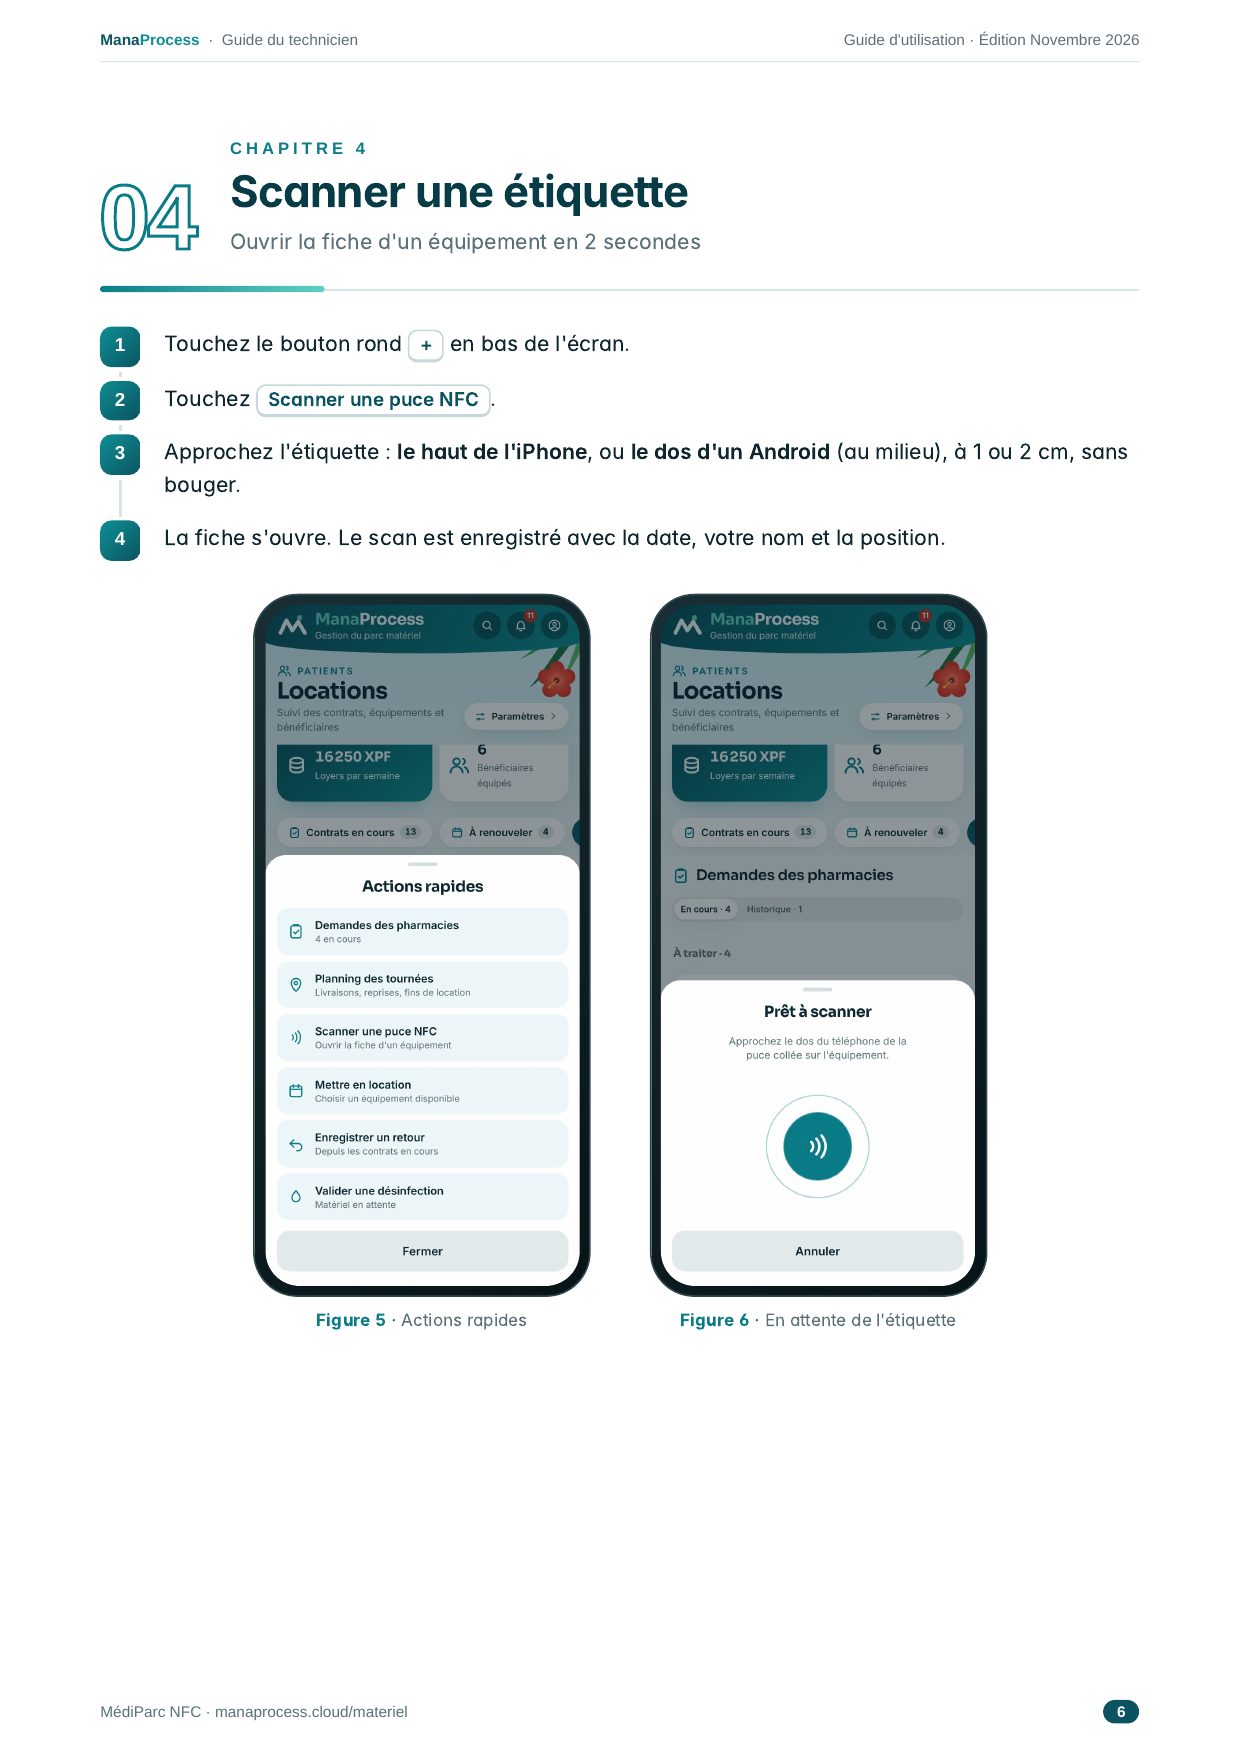 ManaProcess · Guide du technicien
Guide d'utilisation · Édition Novembre 2026
CHAPITRE 4
04
Scanner une étiquette
Ouvrir la fiche d'un équipement en 2 secondes
1 Touchez le bouton rond + en bas de l'écran.
2 Touchez Scanner une puce NFC.
3 Approchez l'étiquette : le haut de l'iPhone, ou le dos d'un Android (au milieu), à 1 ou 2 cm, sans
bouger.
4 La fiche s'ouvre. Le scan est enregistré avec la date, votre nom et la position.
ManaProcess
Gestion du parc matériel
11
PATIENTS
Locations
Suivi des contrats, équipements et
bénéficiaires
Paramètres
16 250 XPF
Loyers par semaine
6
Bénéficiaires
équipés
Contrats en cours 13
À renouveler 4
Actions rapides
Demandes des pharmacies
4 en cours
Planning des tournées
Livraisons, reprises, fins de location
Scanner une puce NFC
Ouvrir la fiche d'un équipement
Mettre en location
Choisir un équipement disponible
Enregistrer un retour
Depuis les contrats en cours
Valider une désinfection
Matériel en attente
Fermer
Figure 5 · Actions rapides
ManaProcess
Gestion du parc matériel
11
PATIENTS
Locations
Suivi des contrats, équipements et
bénéficiaires
Paramètres
16 250 XPF
Loyers par semaine
6
Bénéficiaires
équipés
Contrats en cours 13
À renouveler 4
Demandes des pharmacies
En cours · 4
Historique · 1
À traiter · 4
Prêt à scanner
Approchez le dos du téléphone de la
puce collée sur l'équipement.
Annuler
Figure 6 · En attente de l'étiquette
MédiParc NFC · manaprocess.cloud/materiel
6